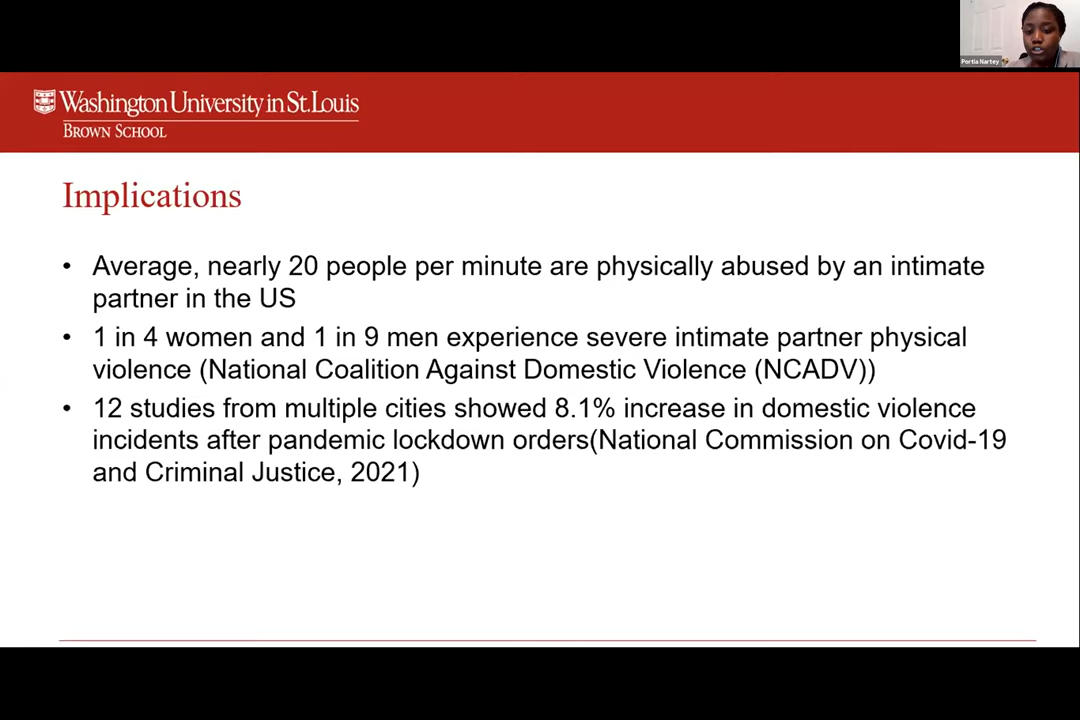 Portia Nartey
Washington University in St. Louis
BROWN SCHOOL
Implications
• Average, nearly 20 people per minute are physically abused by an intimate
partner in the US
• 1 in 4 women and 1 in 9 men experience severe intimate partner physical
violence (National Coalition Against Domestic Violence (NCADV))
• 12 studies from multiple cities showed 8.1% increase in domestic violence
incidents after pandemic lockdown orders(National Commission on Covid-19
and Criminal Justice, 2021)